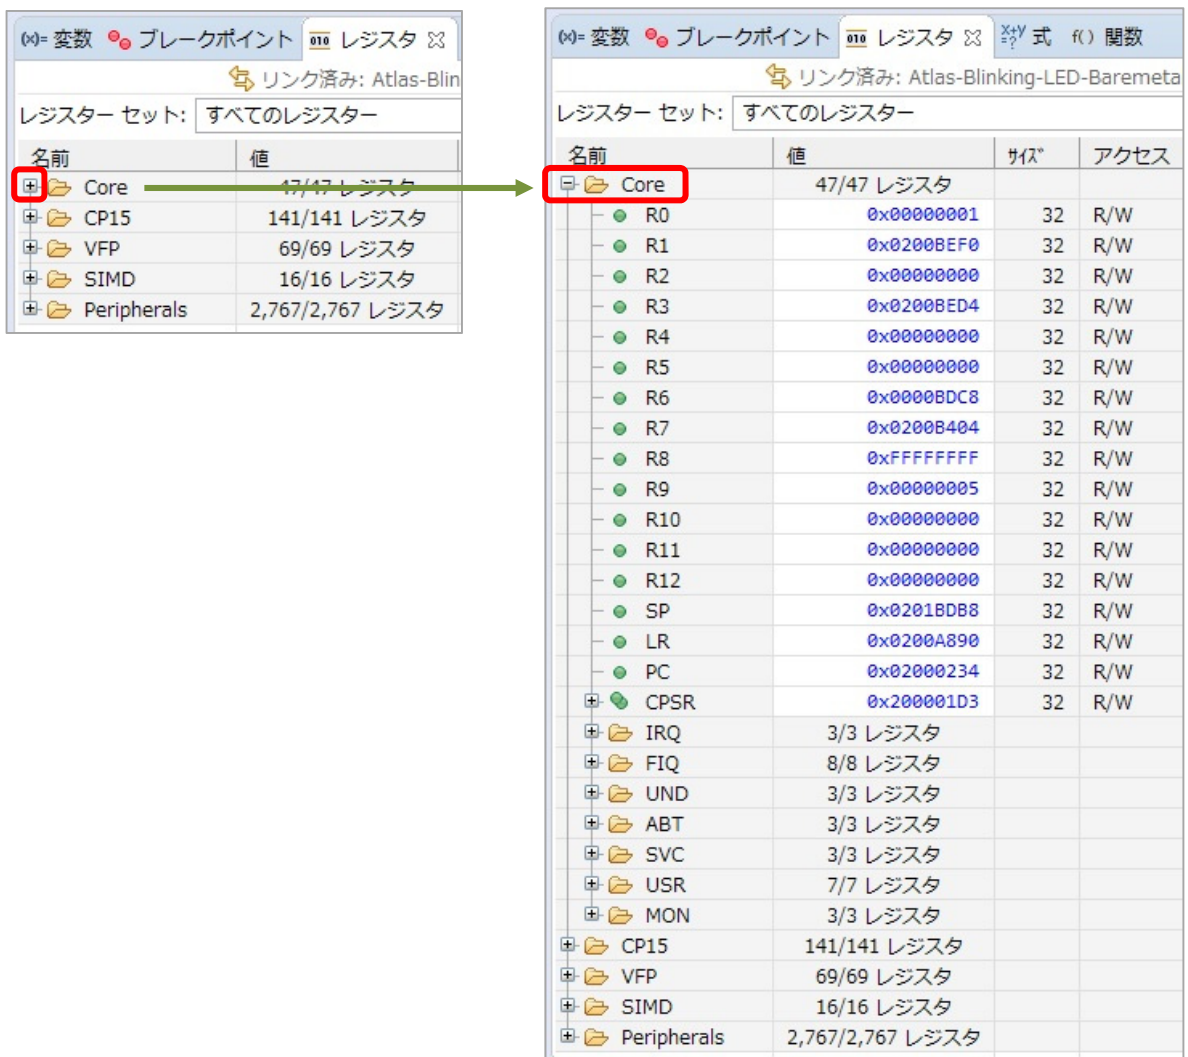 (x)= 変数 ブレークポイント 010 レジスタ
リンク済み: Atlas-Blin
レジスター セット: すべてのレジスター
名前 値
Core 47/47 レジスタ
CP15 141/141 レジスタ
VFP 69/69 レジスタ
SIMD 16/16 レジスタ
Peripherals 2,767/2,767 レジスタ
(x)= 変数 ブレークポイント 010 レジスタ x+y=? 式 f() 関数
リンク済み: Atlas-Blinking-LED-Baremeta
レジスター セット: すべてのレジスター
名前 値 ｻｲｽﾞ アクセス
Core 47/47 レジスタ
R0 0x00000001 32 R/W
R1 0x0200BEF0 32 R/W
R2 0x00000000 32 R/W
R3 0x0200BED4 32 R/W
R4 0x00000000 32 R/W
R5 0x00000000 32 R/W
R6 0x0000BDC8 32 R/W
R7 0x0200B404 32 R/W
R8 0xFFFFFFFF 32 R/W
R9 0x00000005 32 R/W
R10 0x00000000 32 R/W
R11 0x00000000 32 R/W
R12 0x00000000 32 R/W
SP 0x0201BDB8 32 R/W
LR 0x0200A890 32 R/W
PC 0x02000234 32 R/W
CPSR 0x200001D3 32 R/W
IRQ 3/3 レジスタ
FIQ 8/8 レジスタ
UND 3/3 レジスタ
ABT 3/3 レジスタ
SVC 3/3 レジスタ
USR 7/7 レジスタ
MON 3/3 レジスタ
CP15 141/141 レジスタ
VFP 69/69 レジスタ
SIMD 16/16 レジスタ
Peripherals 2,767/2,767 レジスタ